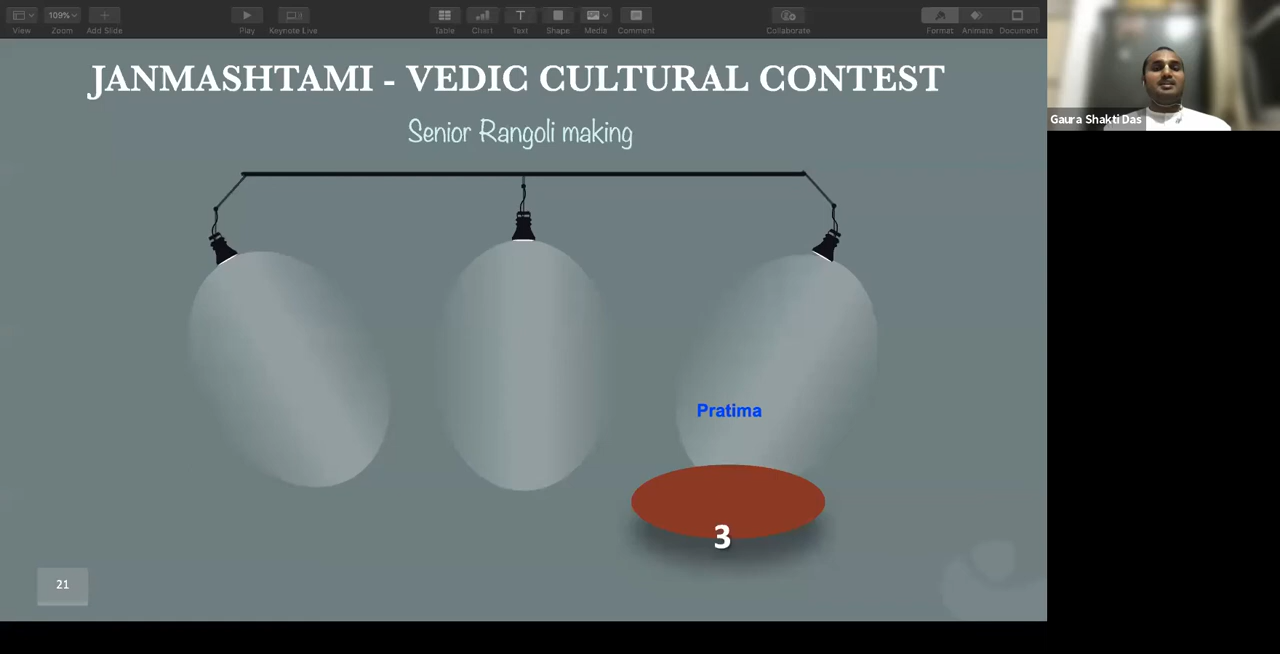 109%
View
Zoom
Add Slide
Play
Keynote Live
Table
Chart
Text
Shape
Media
Comment
Collaborate
Format
Animate
Document
JANMASHTAMI - VEDIC CULTURAL CONTEST
Senior Rangoli making
Gaura Shakti Das
Pratima
3
21